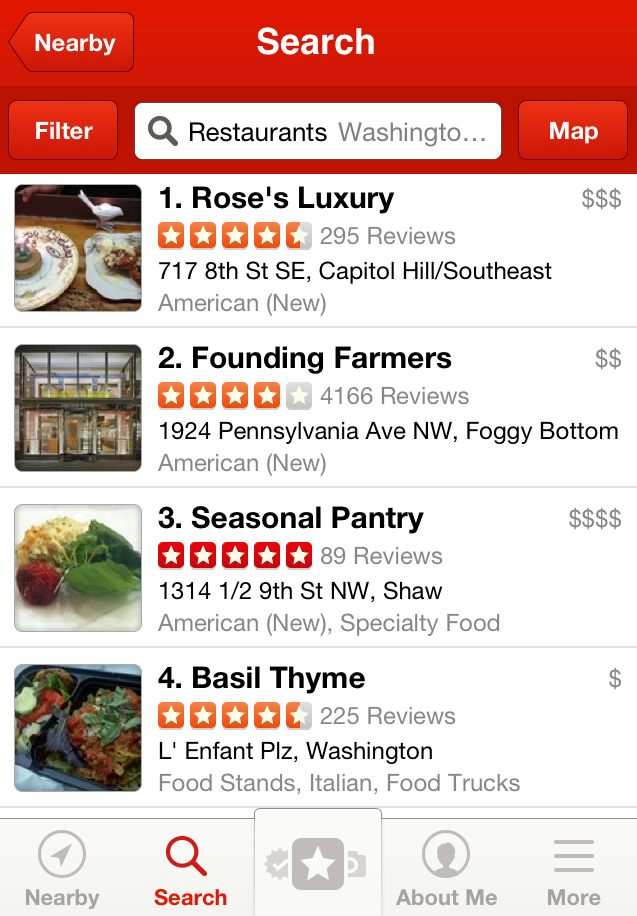 Nearby
Search
Filter
Restaurants Washingto...
Map
1. Rose's Luxury $$$
295 Reviews
717 8th St SE, Capitol Hill/Southeast
American (New)
2. Founding Farmers $$
4166 Reviews
1924 Pennsylvania Ave NW, Foggy Bottom
American (New)
3. Seasonal Pantry $$$$
89 Reviews
1314 1/2 9th St NW, Shaw
American (New), Specialty Food
4. Basil Thyme $
225 Reviews
L' Enfant Plz, Washington
Food Stands, Italian, Food Trucks
Nearby
Search
About Me
More